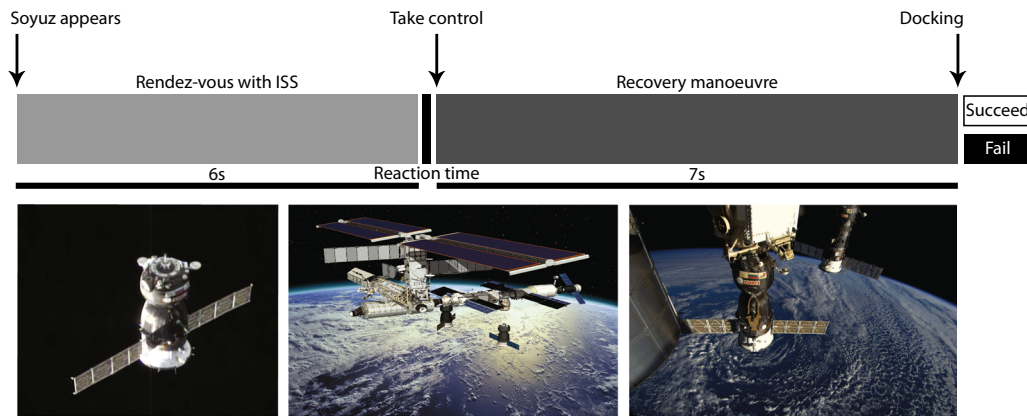 Soyuz appears
Take control
Docking
Rendez-vous with ISS
Recovery manoeuvre
Succeed
Fail
6s
Reaction time
7s